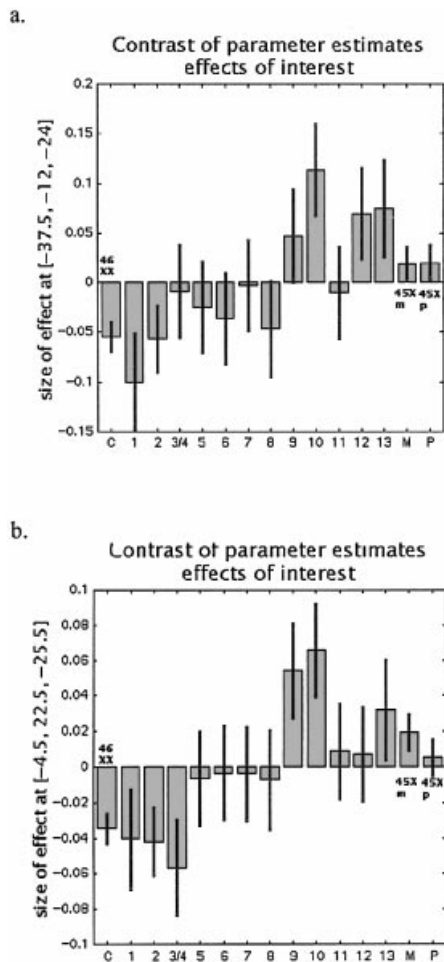 a.
Contrast of parameter estimates
effects of interest
size of effect at [-37.5, -12, -24]
0.2
0.15
0.1
0.05
0
-0.05
-0.1
-0.15
46
XX
45X
m
45X
p
C 1 2 3/4 5 6 7 8 9 10 11 12 13 M P
b.
Contrast of parameter estimates
effects of interest
size of effect at [-4.5, 22.5, -25.5]
0.1
0.08
0.06
0.04
0.02
0
-0.02
-0.04
-0.06
-0.08
-0.1
46
XX
45X
m
45X
p
C 1 2 3/4 5 6 7 8 9 10 11 12 13 M P